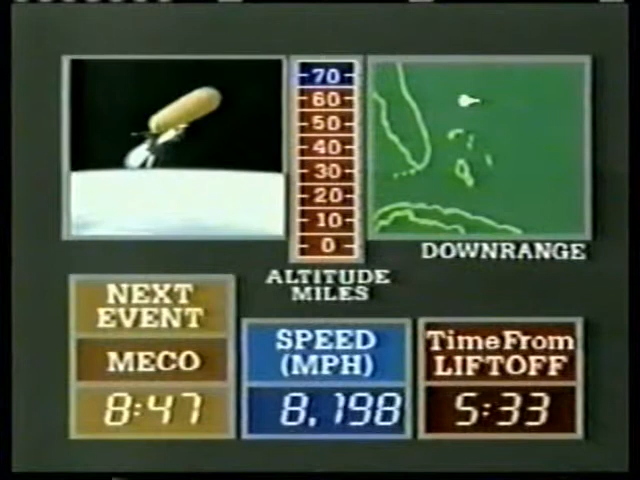 70
60
50
40
30
20
10
0
ALTITUDE
MILES
DOWNRANGE
NEXT
EVENT
MECO
8:47
SPEED
(MPH)
8,198
Time From
LIFTOFF
5:33